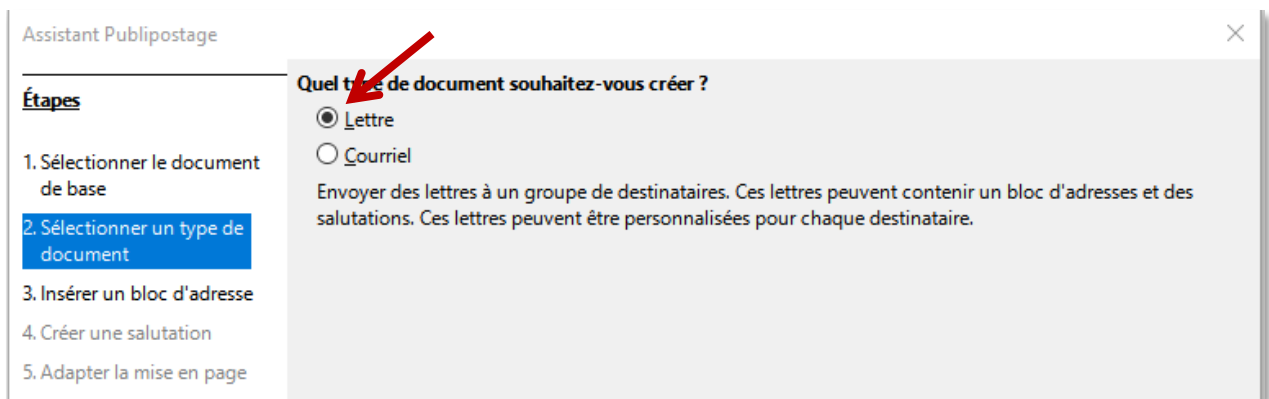 Assistant Publipostage
Étapes
1. Sélectionner le document
de base
2. Sélectionner un type de
document
3. Insérer un bloc d'adresse
4. Créer une salutation
5. Adapter la mise en page
Quel type de document souhaitez-vous créer ?
Lettre
Courriel
Envoyer des lettres à un groupe de destinataires. Ces lettres peuvent contenir un bloc d'adresses et des
salutations. Ces lettres peuvent être personnalisées pour chaque destinataire.